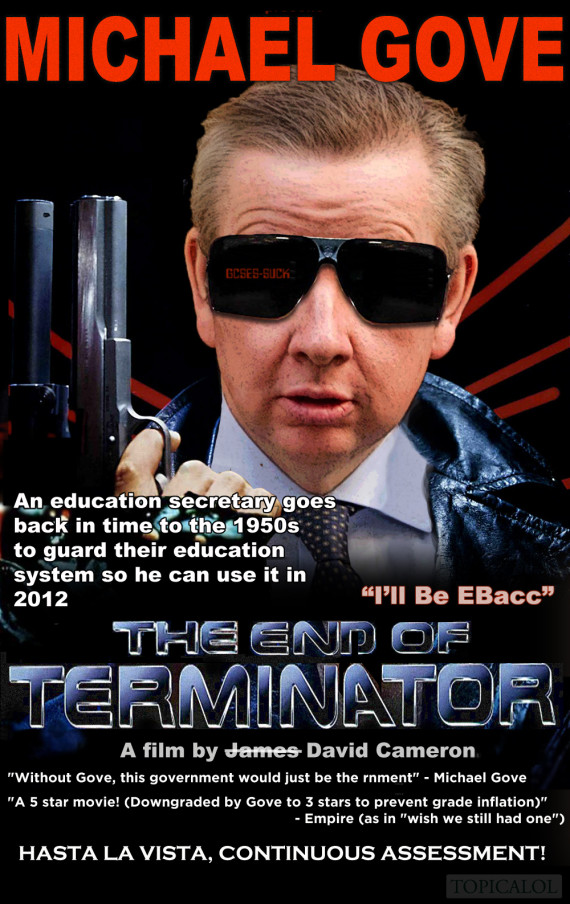 MICHAEL GOVE
GCSES-SUCK
An education secretary goes
back in time to the 1950s
to guard their education
system so he can use it in
2012
“I’ll Be EBacc”
THE END OF
TERMINATOR
A film by James David Cameron
"Without Gove, this government would just be the rnment" - Michael Gove
"A 5 star movie! (Downgraded by Gove to 3 stars to prevent grade inflation)"
- Empire (as in "wish we still had one")
HASTA LA VISTA, CONTINUOUS ASSESSMENT!
TOPICALOL